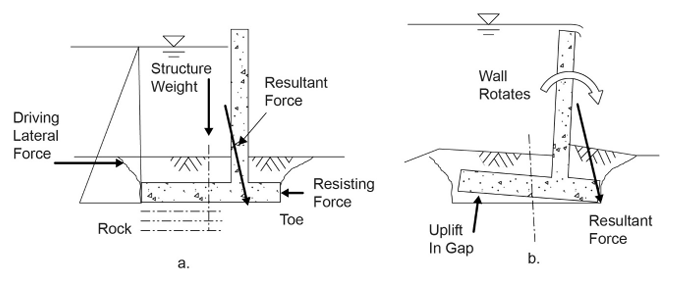 Structure
Weight
Resultant
Force
Driving
Lateral
Force
Resisting
Force
Toe
Rock
a.
Wall
Rotates
Uplift
In Gap
Resultant
Force
b.